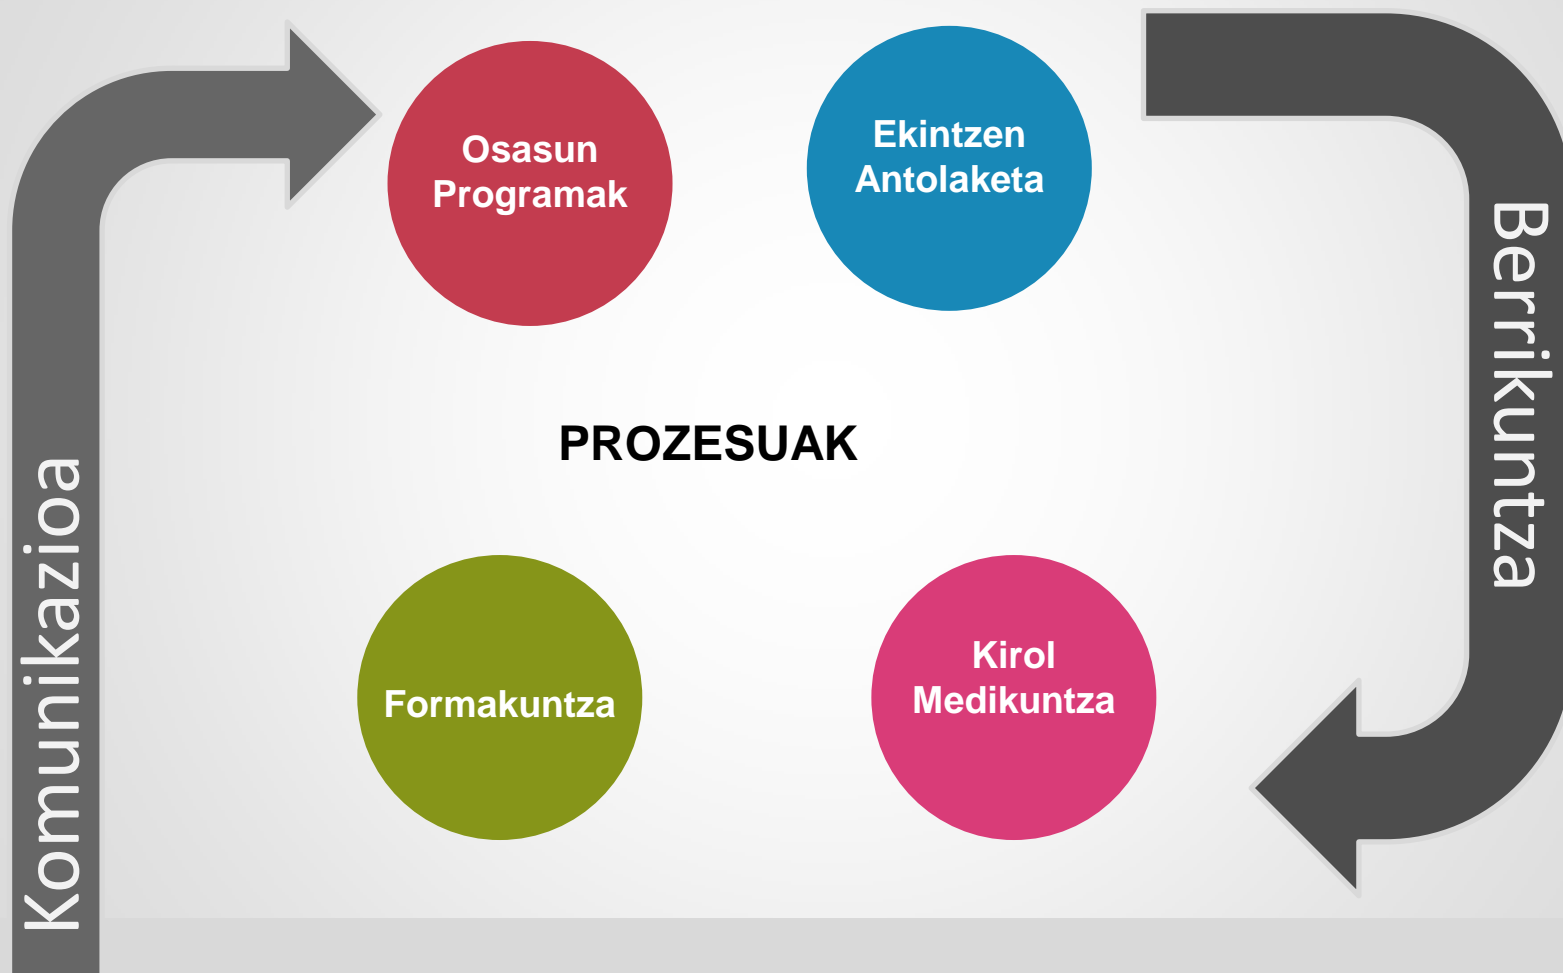 Osasun
Programak
Ekintzen
Antolaketa
Berrikuntza
PROZESUAK
Komunikazioa
Formakuntza
Kirol
Medikuntza